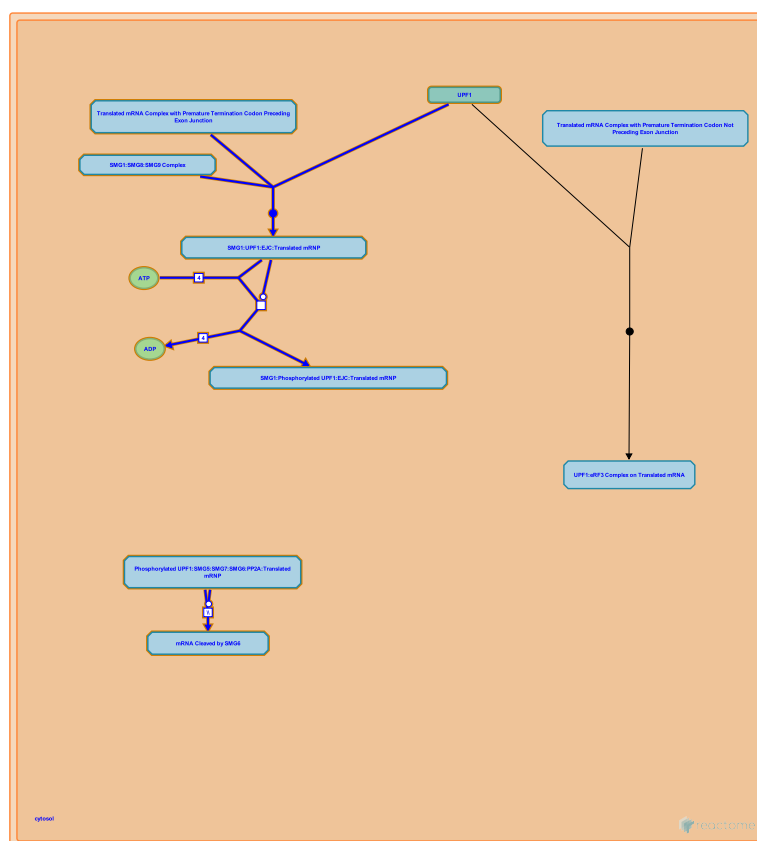 UPF1
Translated mRNA Complex with Premature Termination Codon Preceding
Exon Junction
Translated mRNA Complex with Premature Termination Codon Not
Preceding Exon Junction
SMG1:SMG8:SMG9 Complex
SMG1:UPF1:EJC:Translated mRNP
ATP
4
4
ADP
SMG1:Phosphorylated UPF1:EJC:Translated mRNP
UPF1:eRF3 Complex on Translated mRNA
Phosphorylated UPF1:SMG5:SMG7:SMG6:PP2A:Translated
mRNP
mRNA Cleaved by SMG6
cytosol
reactome